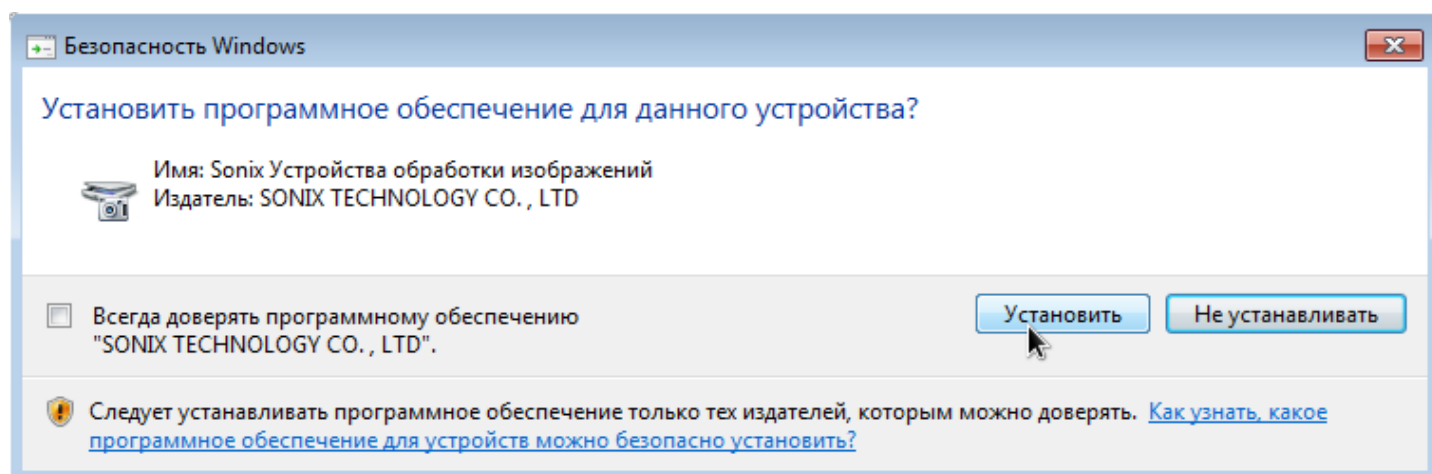 Безопасность Windows
Установить программное обеспечение для данного устройства?
Имя: Sonix Устройства обработки изображений
Издатель: SONIX TECHNOLOGY CO. , LTD
Всегда доверять программному обеспечению
"SONIX TECHNOLOGY CO. , LTD".
Установить
Не устанавливать
Следует устанавливать программное обеспечение только тех издателей, которым можно доверять. Как узнать, какое
программное обеспечение для устройств можно безопасно установить?